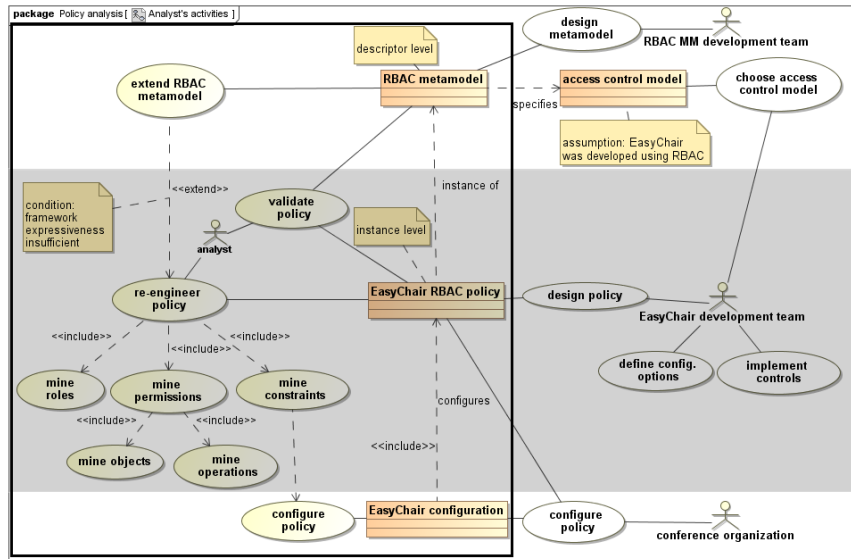 package Policy analysis [ Analyst's activities ]
design
metamodel
RBAC MM development team
descriptor level
extend RBAC
metamodel
RBAC metamodel
access control model
choose access
control model
specifies
assumption: EasyChair
was developed using RBAC
<<extend>>
instance of
condition:
framework
expressiveness
insufficient
validate
policy
instance level
analyst
re-engineer
policy
EasyChair RBAC policy
design policy
EasyChair development team
<<include>>
<<include>>
<<include>>
define config.
options
implement
controls
mine
roles
mine
permissions
mine
constraints
configures
<<include>>
<<include>>
<<include>>
mine objects
mine
operations
configure
policy
EasyChair configuration
configure
policy
conference organization